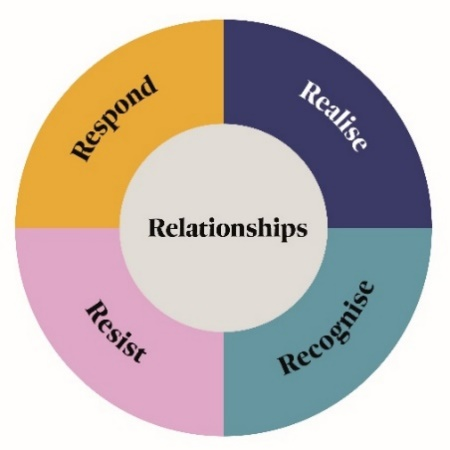 Respond
Realise
Relationships
Resist
Recognise